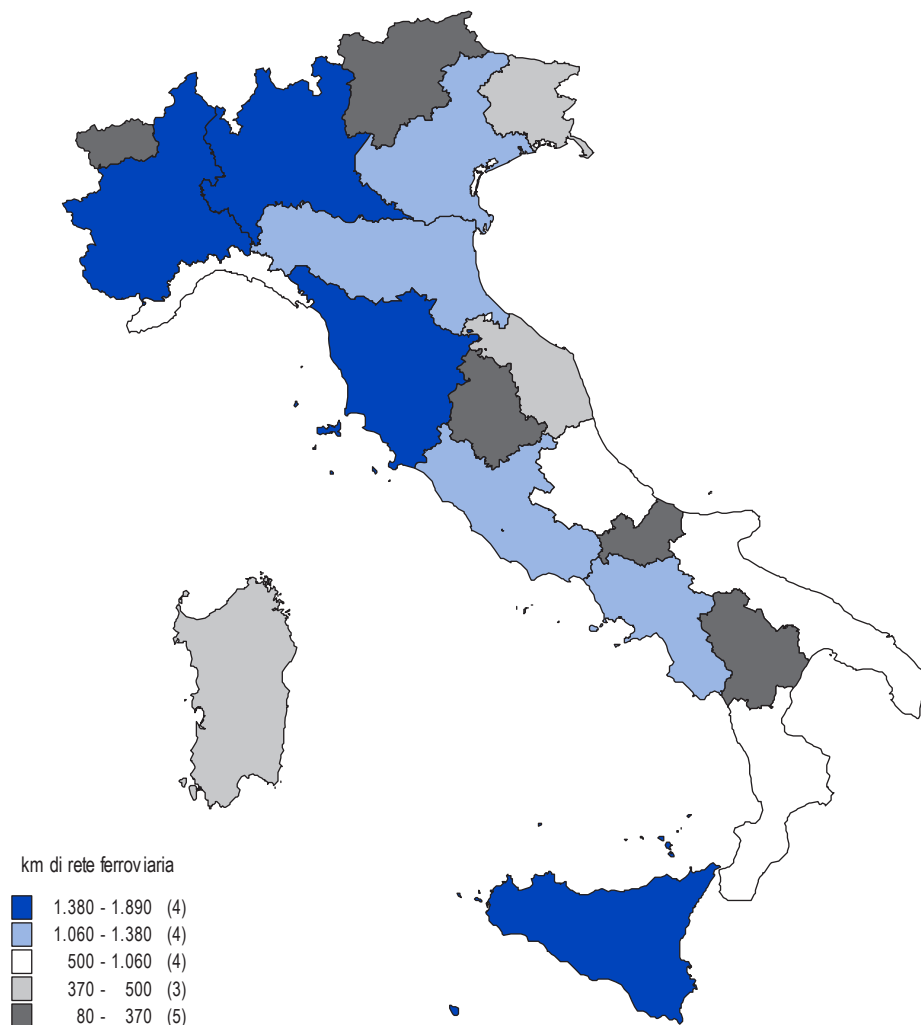 km di rete ferroviaria
1.380 - 1.890 (4)
1.060 - 1.380 (4)
500 - 1.060 (4)
370 - 500 (3)
80 - 370 (5)